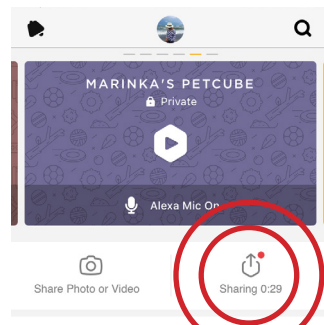 MARINKA'S PETCUBE
Private
Alexa Mic On
Share Photo or Video
Sharing 0:29